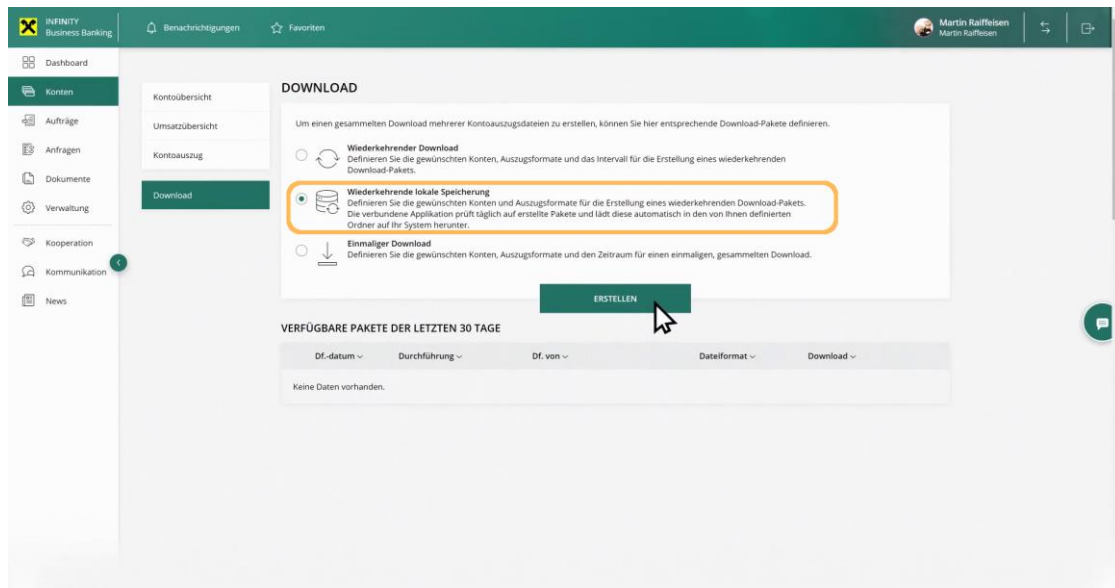 INFINITY
Business Banking
Benachrichtigungen
Favoriten
Martin Raiffeisen
Martin Raiffeisen
Dashboard
Konten
Aufträge
Anfragen
Dokumente
Verwaltung
Kooperation
Kommunikation
News
Kontoübersicht
Umsatzübersicht
Kontoauszug
Download
DOWNLOAD
Um einen gesammelten Download mehrerer Kontoauszugsdateien zu erstellen, können Sie hier entsprechende Download-Pakete definieren.
Wiederkehrender Download
Definieren Sie die gewünschten Konten, Auszugsformate und das Intervall für die Erstellung eines wiederkehrenden
Download-Pakets.
Wiederkehrende lokale Speicherung
Definieren Sie die gewünschten Konten und Auszugsformate für die Erstellung eines wiederkehrenden Download-Pakets.
Die verbundene Applikation prüft täglich auf erstellte Pakete und lädt diese automatisch in den von Ihnen definierten
Ordner auf Ihr System herunter.
Einmaliger Download
Definieren Sie die gewünschten Konten, Auszugsformate und den Zeitraum für einen einmaligen, gesammelten Download.
ERSTELLEN
VERFÜGBARE PAKETE DER LETZTEN 30 TAGE
Df.-datum Durchführung Df. von Dateiformat Download
Keine Daten vorhanden.